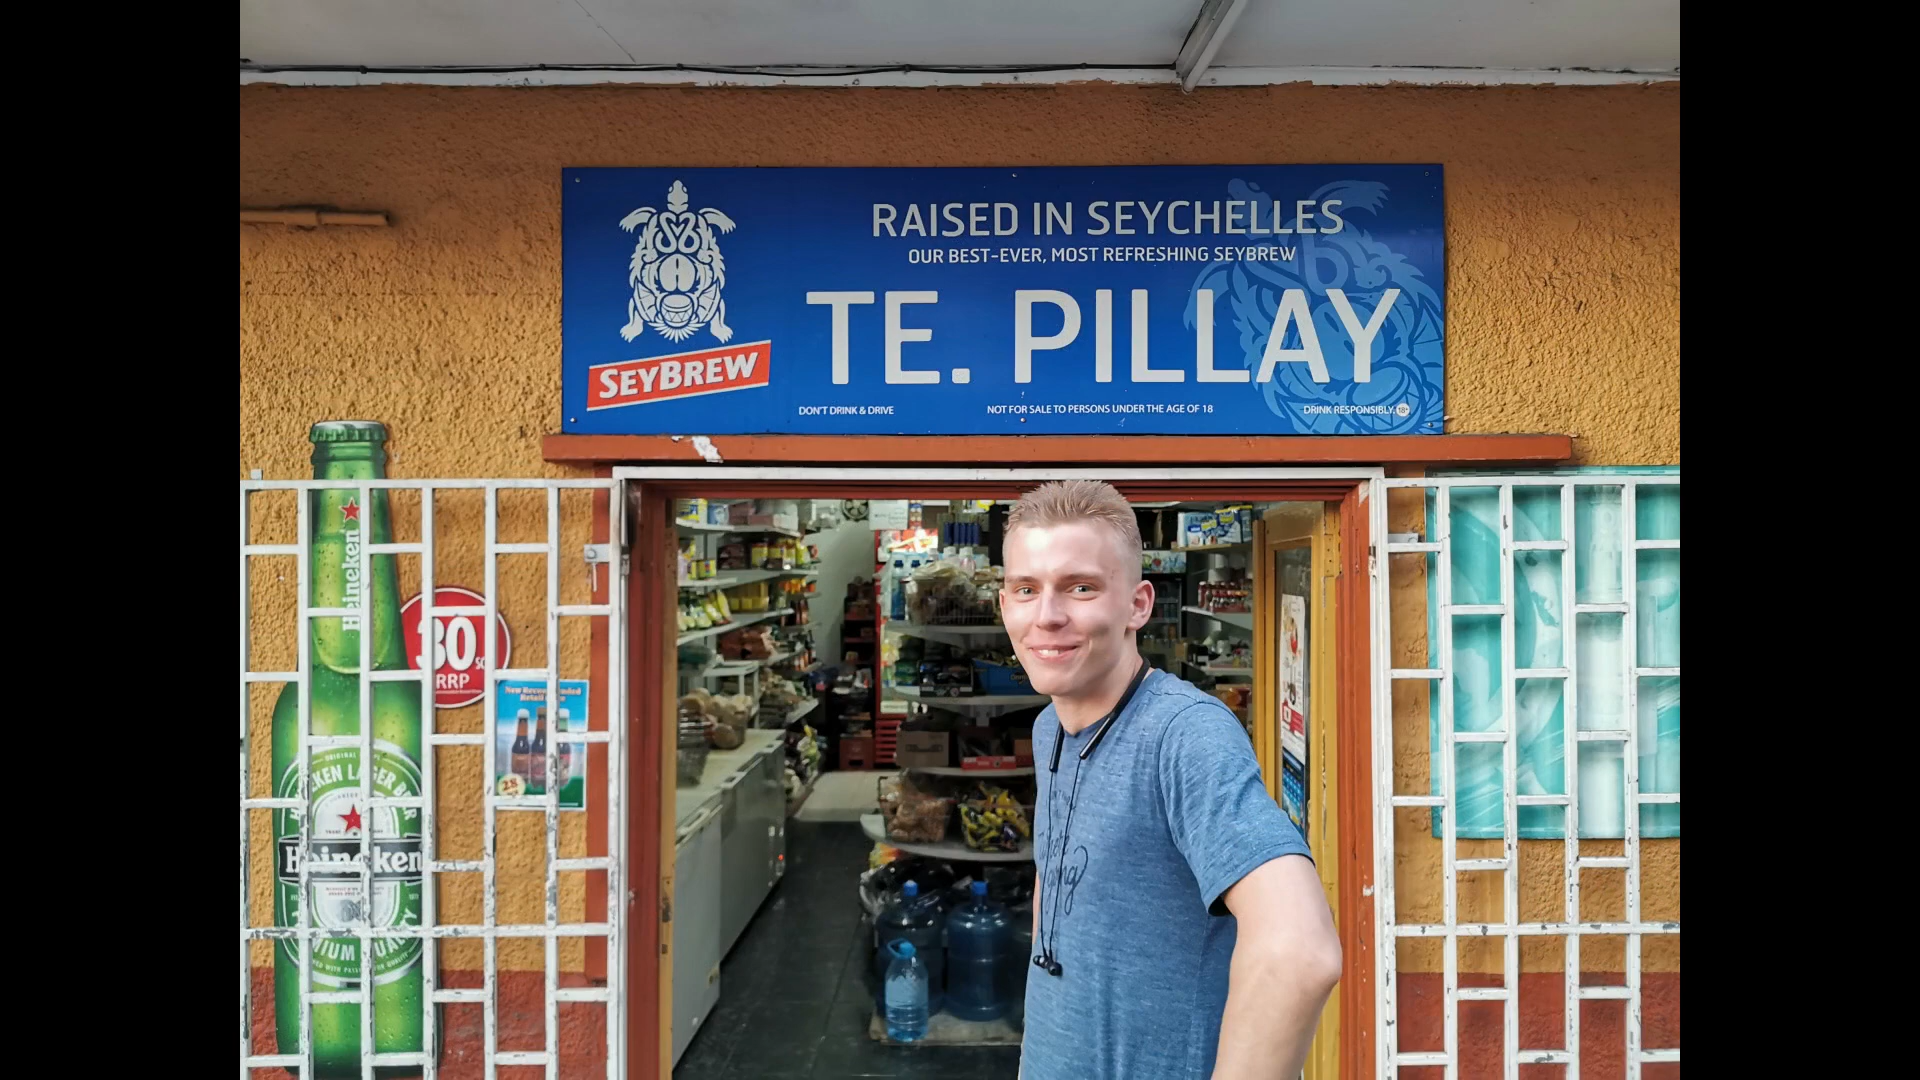 RAISED IN SEYCHELLES
OUR BEST-EVER, MOST REFRESHING SEYBREW
TE. PILLAY
SEYBREW
DON'T DRINK & DRIVE
NOT FOR SALE TO PERSONS UNDER THE AGE OF 18
DRINK RESPONSIBLY. 18+
Heineken
30
RRP
Heineken